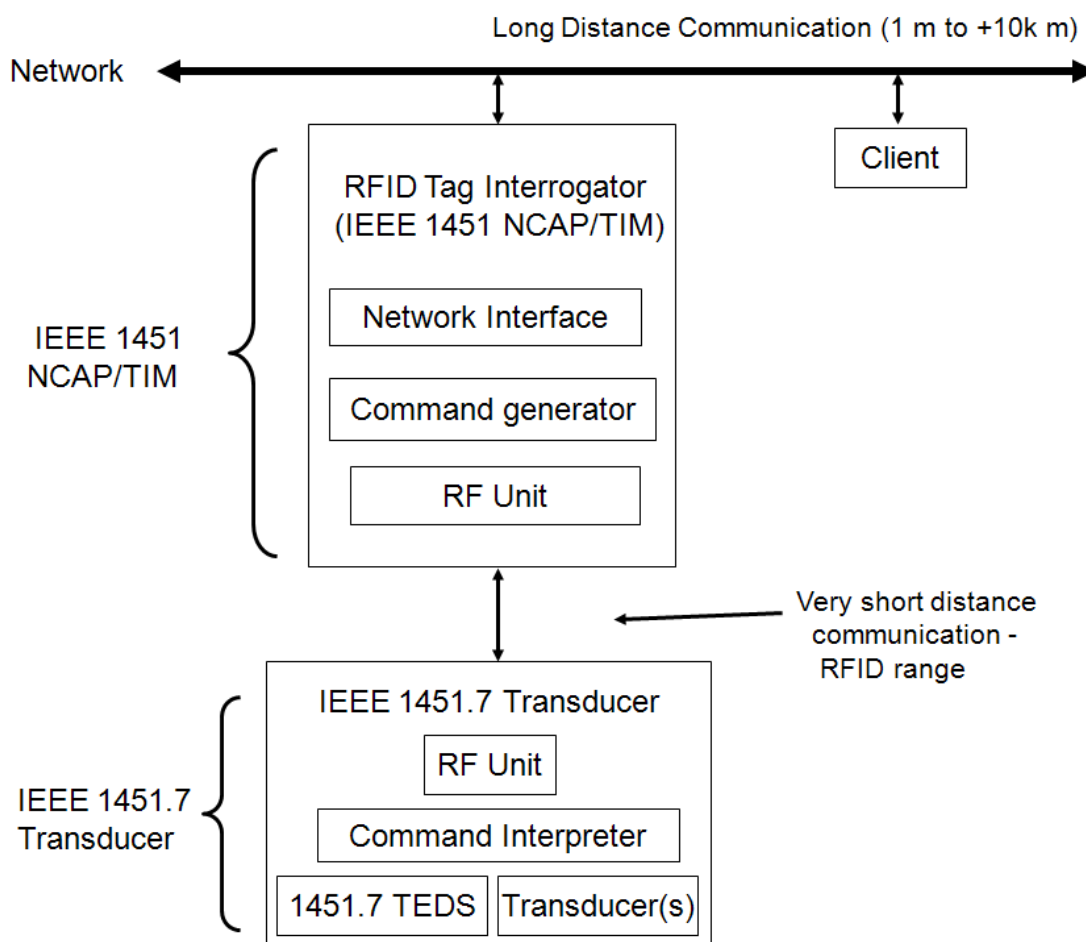 Long Distance Communication (1 m to +10k m)
Network
Client
RFID Tag Interrogator
(IEEE 1451 NCAP/TIM)
Network Interface
IEEE 1451
NCAP/TIM
Command generator
RF Unit
Very short distance
communication -
RFID range
IEEE 1451.7 Transducer
RF Unit
IEEE 1451.7
Transducer
Command Interpreter
1451.7 TEDS
Transducer(s)